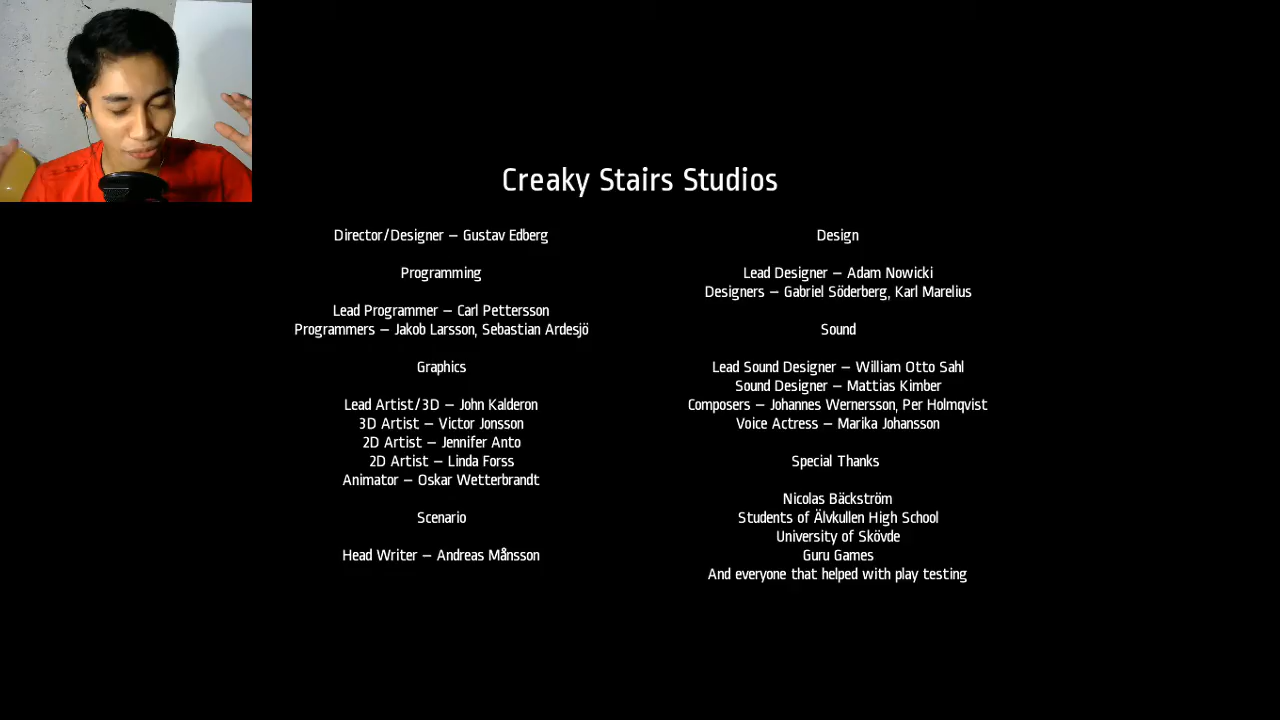 Creaky Stairs Studios
Director/Designer – Gustav Edberg
Programming
Lead Programmer – Carl Pettersson
Programmers – Jakob Larsson, Sebastian Ardesjö
Graphics
Lead Artist/3D – John Kalderon
3D Artist – Victor Jonsson
2D Artist – Jennifer Anto
2D Artist – Linda Forss
Animator – Oskar Wetterbrandt
Scenario
Head Writer – Andreas Månsson
Design
Lead Designer – Adam Nowicki
Designers – Gabriel Söderberg, Karl Marelius
Sound
Lead Sound Designer – William Otto Sahl
Sound Designer – Mattias Kimber
Composers – Johannes Wernersson, Per Holmqvist
Voice Actress – Marika Johansson
Special Thanks
Nicolas Bäckström
Students of Älvkullen High School
University of Skövde
Guru Games
And everyone that helped with play testing